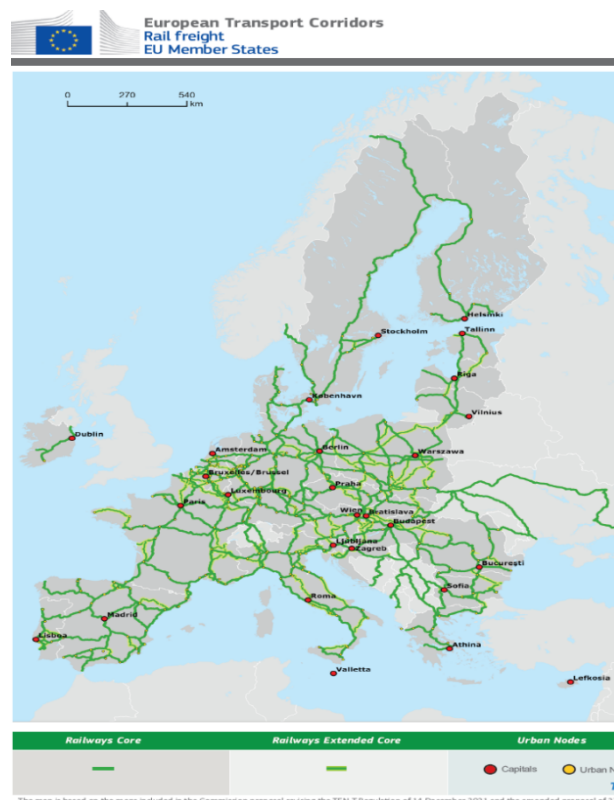 European Transport Corridors
Rail freight
EU Member States
0 270 540
km
Helsinki
Stockholm
Tallinn
Riga
København
Vilnius
Dublin
Amsterdam
Berlin
Warszawa
Bruxelles/Brussel
Luxembourg
Praha
Paris
Wien
Bratislava
Budapest
Ljubljana
Zagreb
Bucureşti
Sofia
Roma
Madrid
Lisboa
Athina
Valletta
Lefkosia
Railways Core Railways Extended Core Urban Nodes
Capitals Urban N